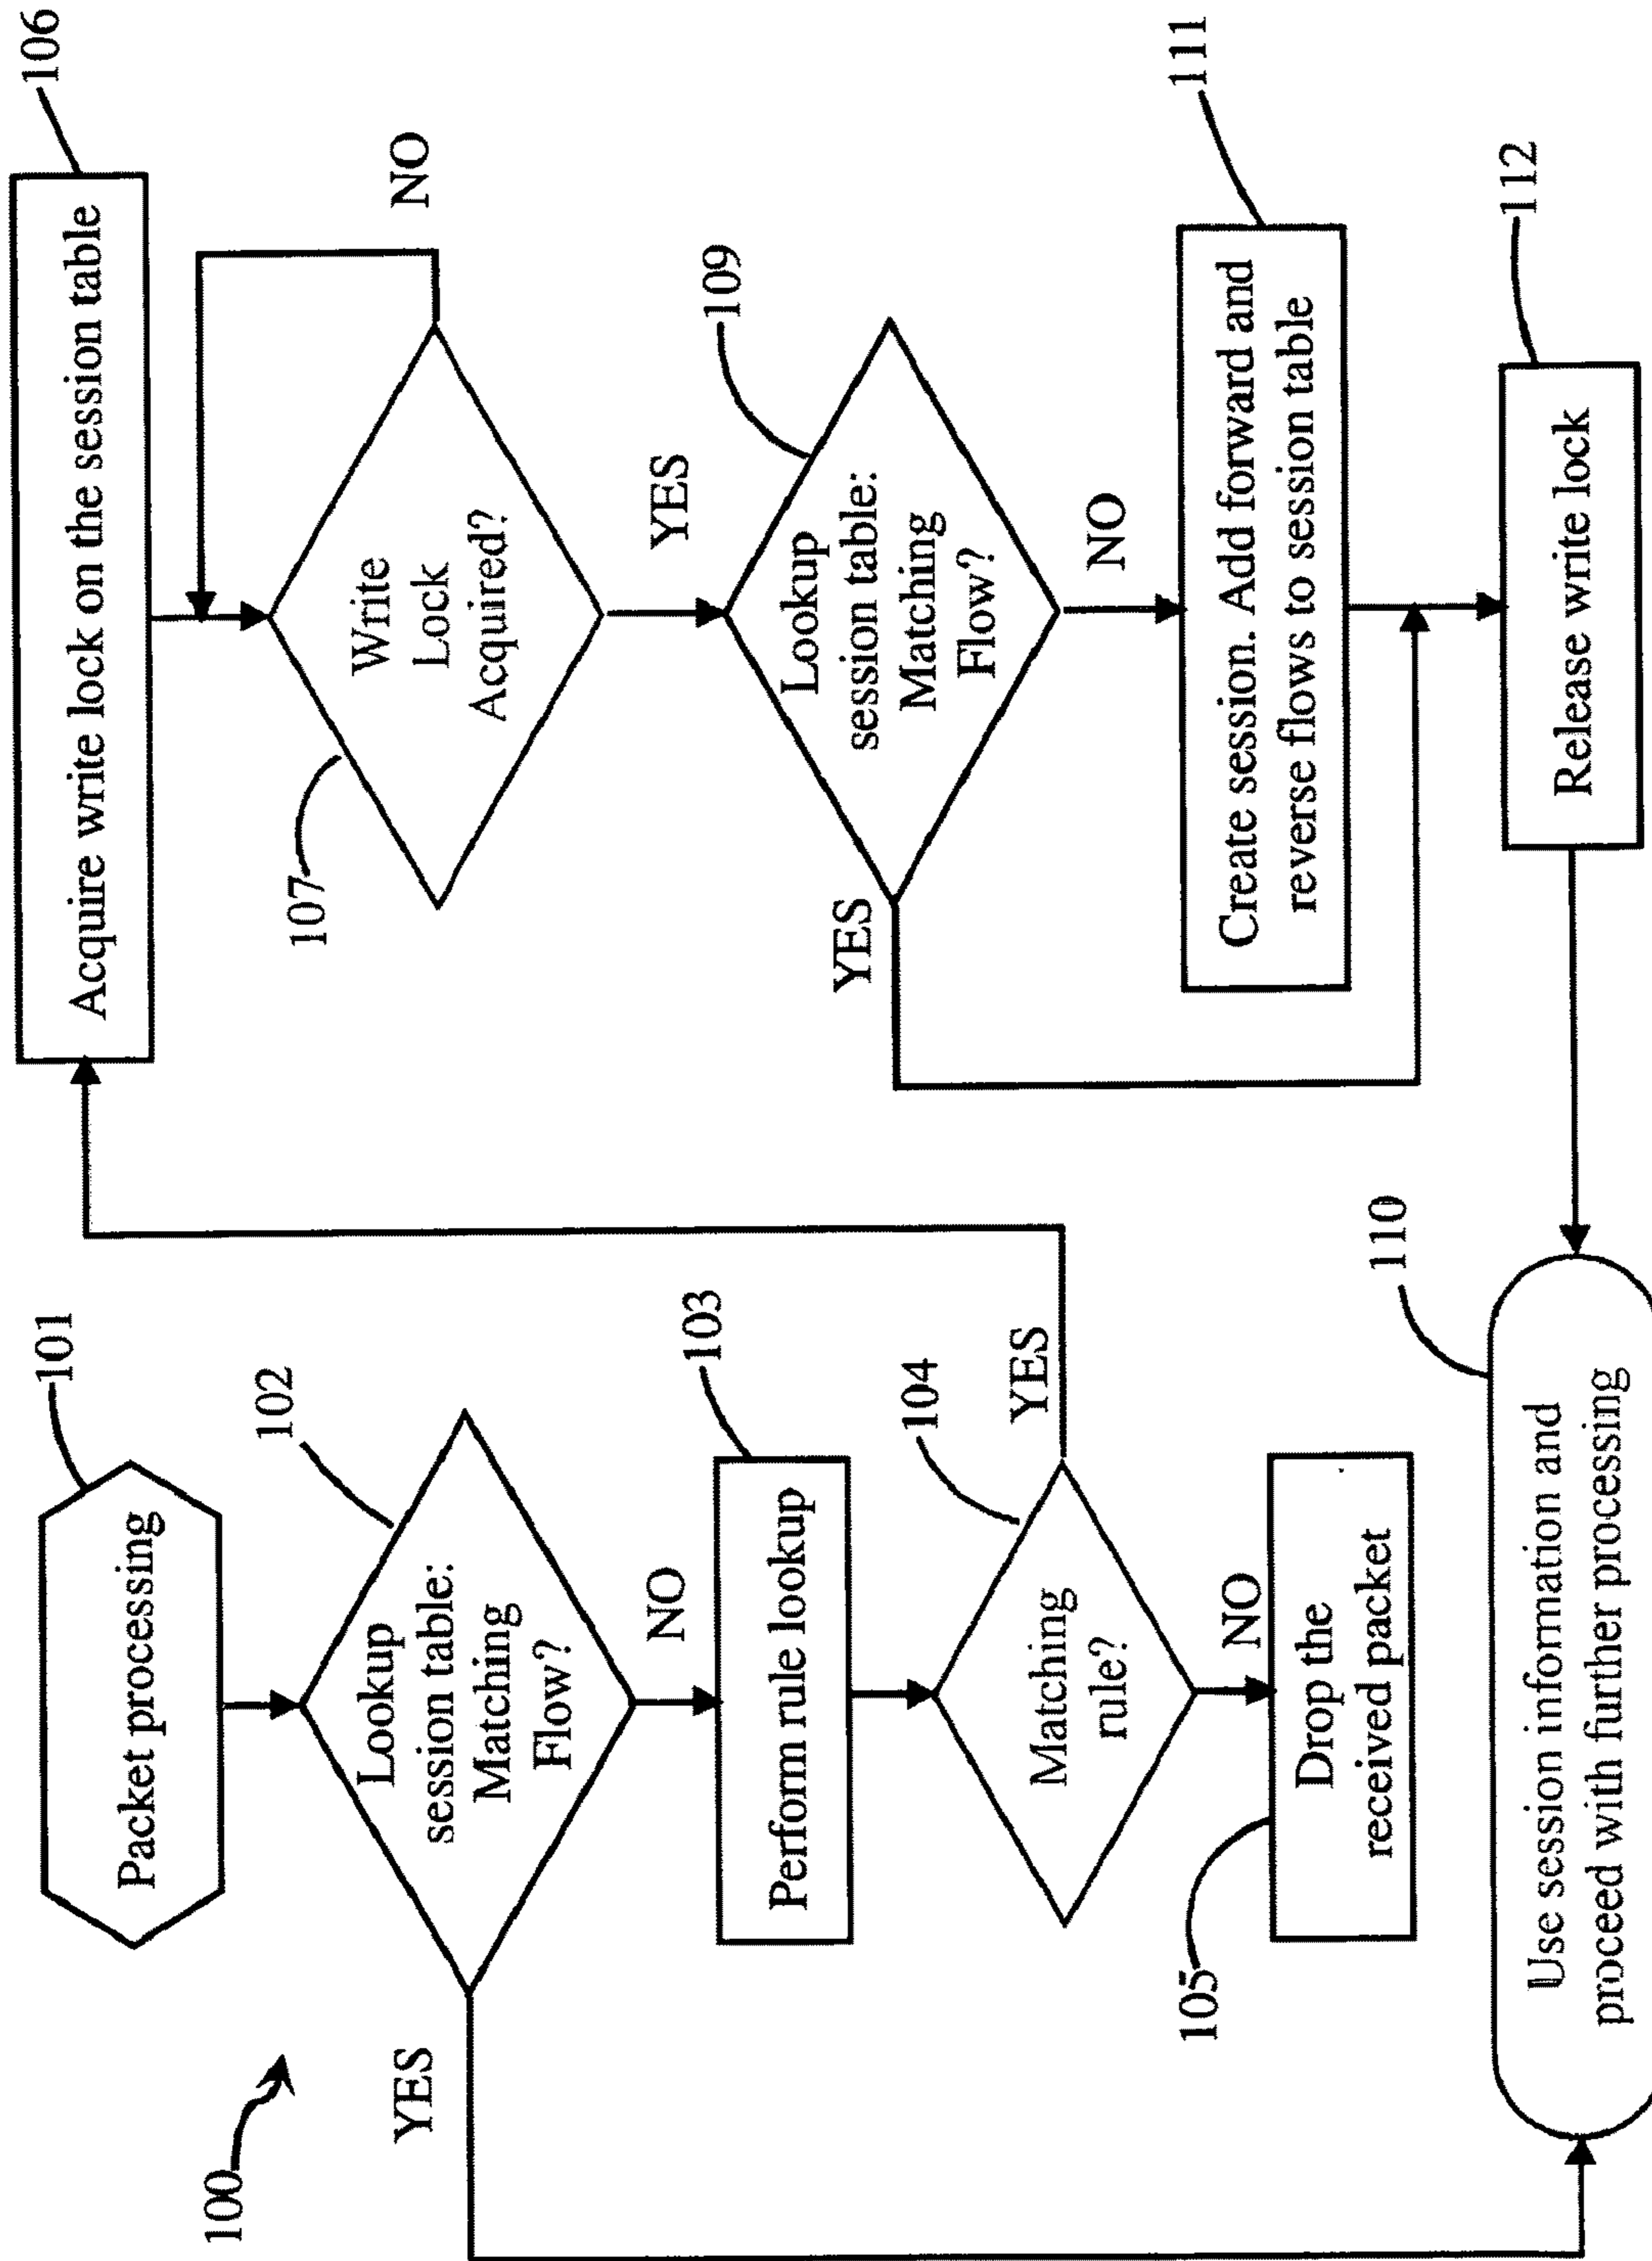 100
101
Packet processing
102
Lookup
session table:
Matching
Flow?
YES
NO
103
Perform rule lookup
104
Matching
rule?
YES
NO
105
Drop the
received packet
110
Use session information and
proceed with further processing
106
Acquire write lock on the session table
NO
107
Write
Lock
Acquired?
YES
109
Lookup
session table:
Matching
Flow?
YES
NO
111
Create session. Add forward and
reverse flows to session table
112
Release write lock